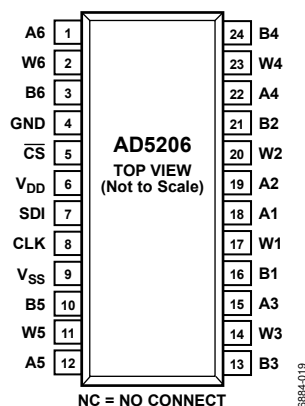 A6 1
W6 2
B6 3
GND 4
CS 5
VDD 6
SDI 7
CLK 8
VSS 9
B5 10
W5 11
A5 12
AD5206
TOP VIEW
(Not to Scale)
24 B4
23 W4
22 A4
21 B2
20 W2
19 A2
18 A1
17 W1
16 B1
15 A3
14 W3
13 B3
NC = NO CONNECT
06884-019